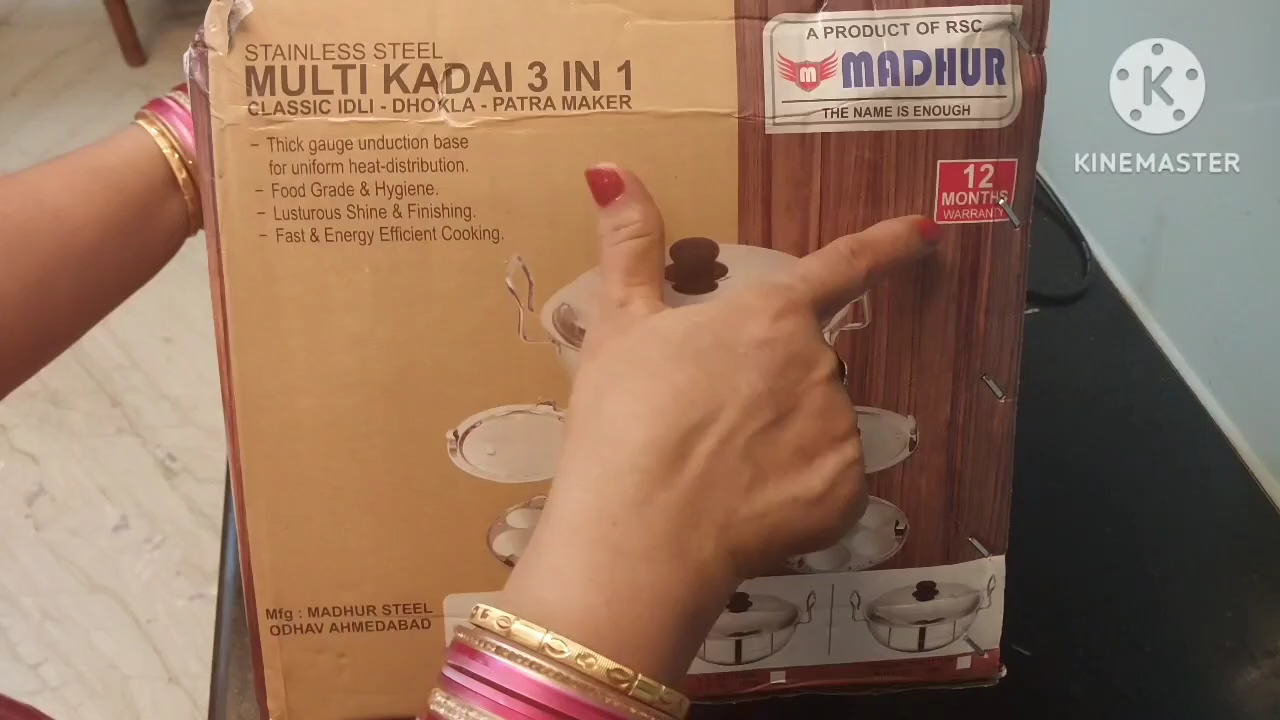 STAINLESS STEEL
MULTI KADAI 3 IN 1
CLASSIC IDLI - DHOKLA - PATRA MAKER
– Thick gauge unduction base
for uniform heat-distribution.
– Food Grade & Hygiene.
– Lusturous Shine & Finishing.
– Fast & Energy Efficient Cooking.
A PRODUCT OF RSC
M MADHUR
THE NAME IS ENOUGH
12
MONTHS
WARRANTY
K
KINEMASTER
Mfg : MADHUR STEEL
ODHAV AHMEDABAD